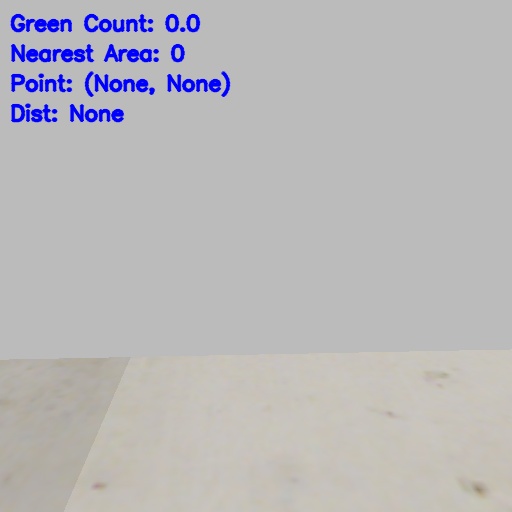 Green Count: 0.0
Nearest Area: 0
Point: (None, None)
Dist: None